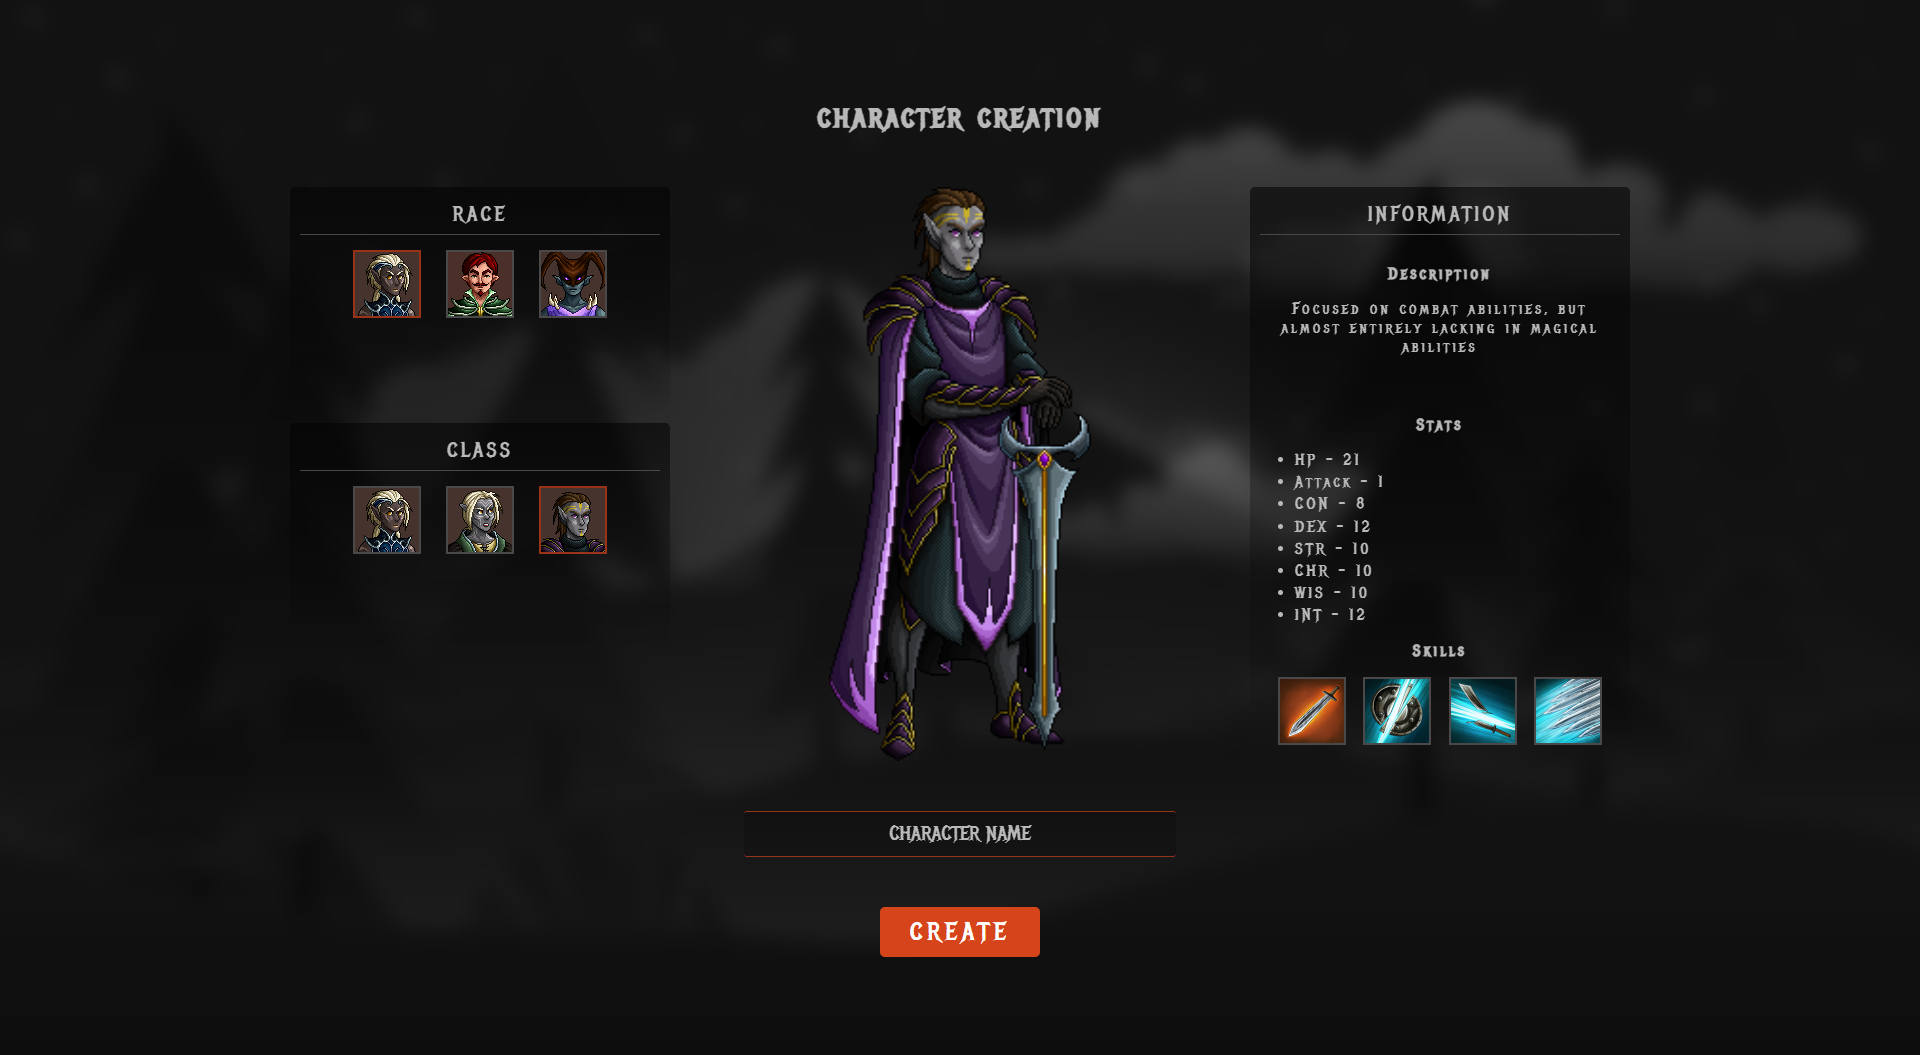 CHARACTER CREATION
RACE
CLASS
INFORMATION
Description
Focused on combat abilities, but
almost entirely lacking in magical
abilities
Stats
• HP - 21
• Attack - 1
• CON - 8
• DEX - 12
• STR - 10
• CHR - 10
• WIS - 10
• INT - 12
Skills
CHARACTER NAME
CREATE